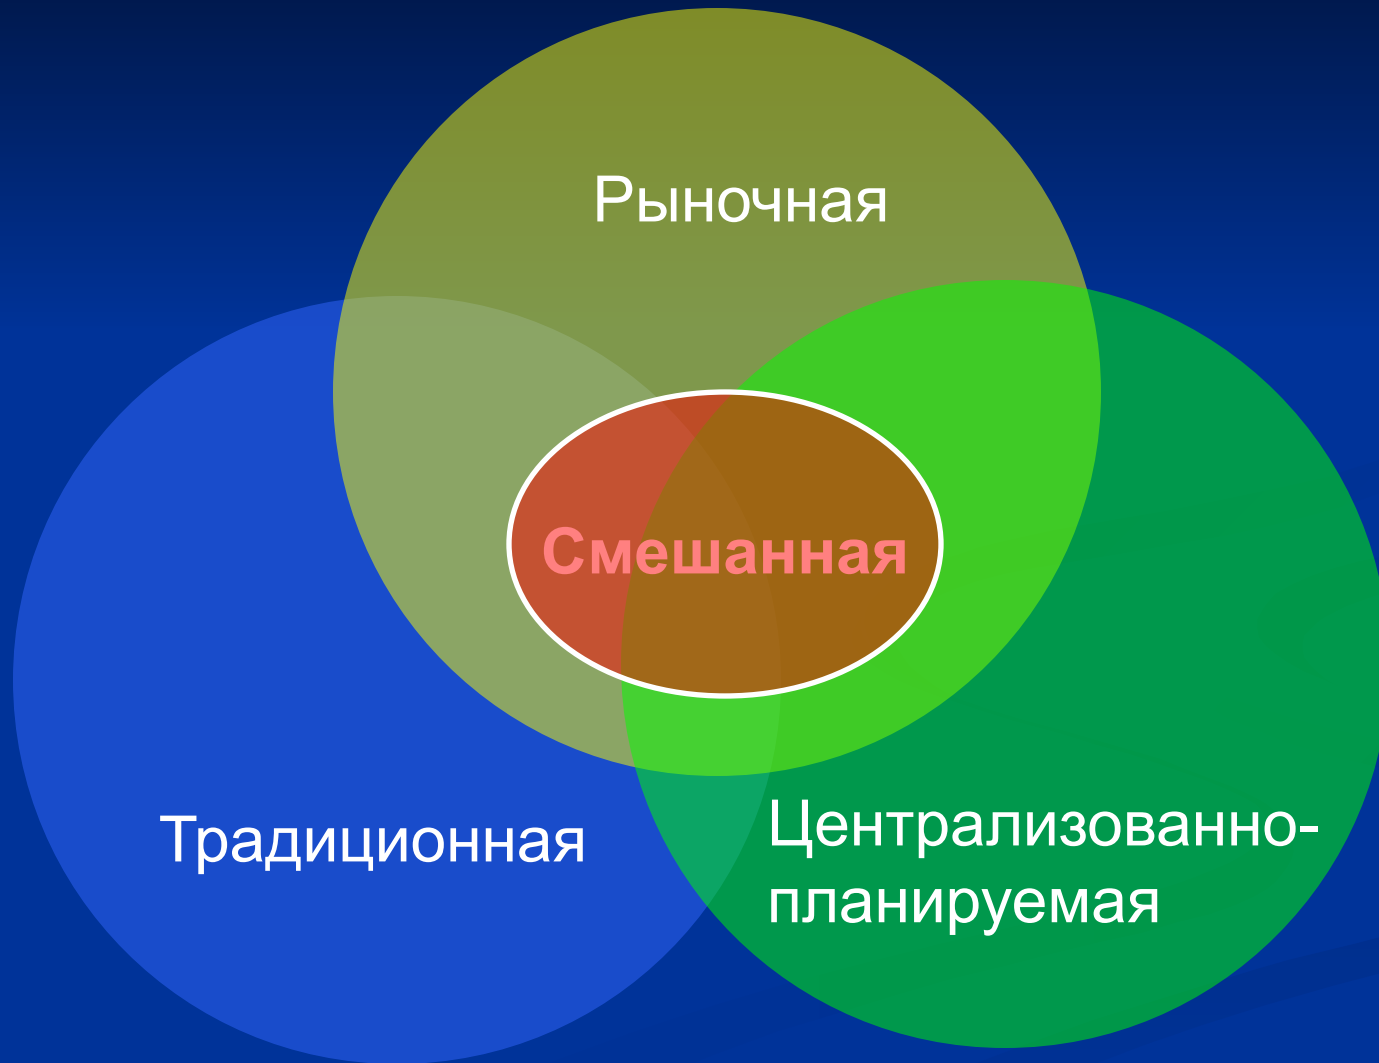 Рыночная
Смешанная
Традиционная
Централизованно-
планируемая